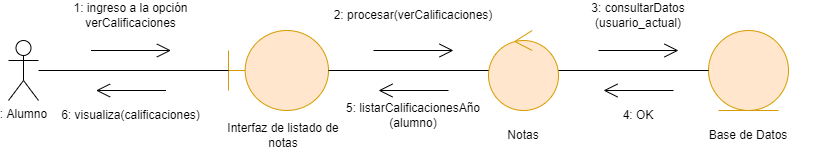 1: ingreso a la opción
verCalificaciones
2: procesar(verCalificaciones)
3: consultarDatos
(usuario_actual)
6: visualiza(calificaciones)
5: listarCalificacionesAño
(alumno)
4: OK
: Alumno
Interfaz de listado de
notas
Notas
Base de Datos